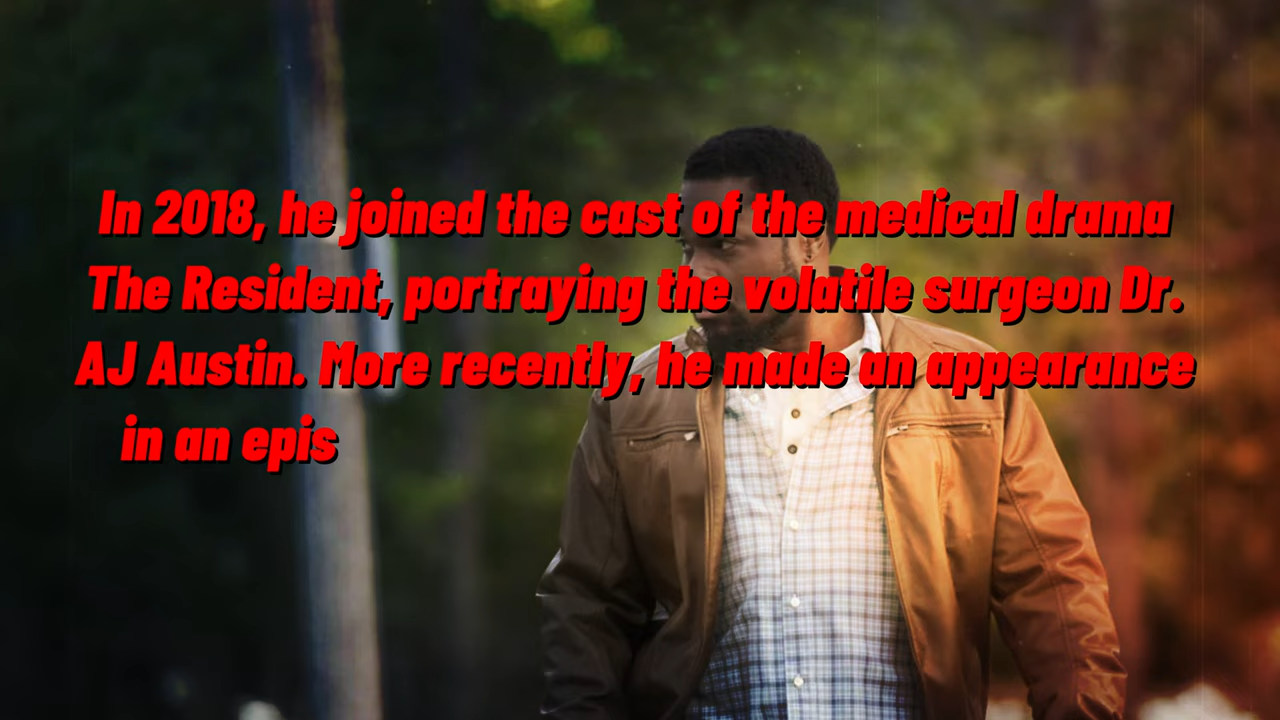 In 2018, he joined the cast of the medical drama
The Resident, portraying the volatile surgeon Dr.
AJ Austin. More recently, he made an appearance
in an epis